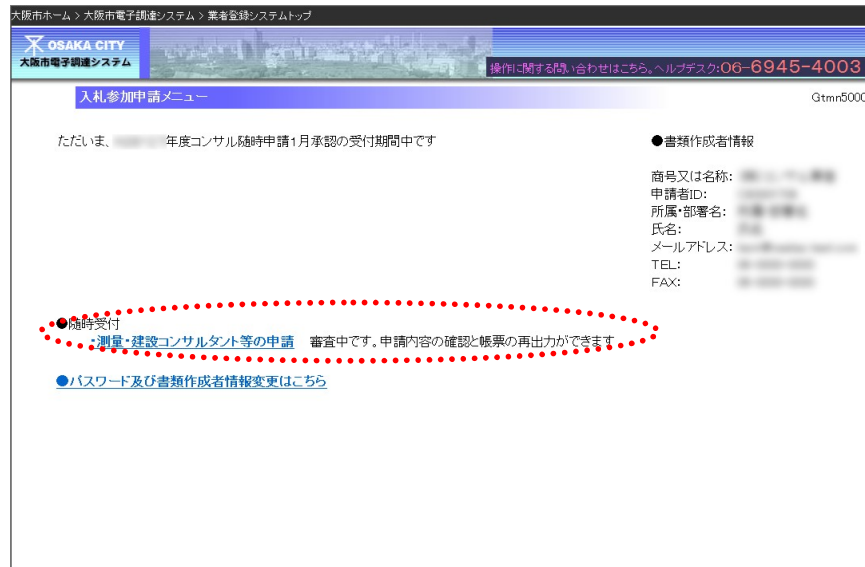 大阪市ホーム > 大阪市電子調達システム > 業者登録システムトップ
OSAKA CITY
大阪市電子調達システム
操作に関する問い合わせはこちら。ヘルプデスク:06-6945-4003
入札参加申請メニュー
Gtmn5000
ただいま、 年度コンサル随時申請1月承認の受付期間中です
●書類作成者情報
商号又は名称:
申請者ID:
所属・部署名:
氏名:
メールアドレス:
TEL:
FAX:
●随時受付
・測量・建設コンサルタント等の申請 審査中です。申請内容の確認と帳票の再出力ができます
●パスワード及び書類作成者情報変更はこちら